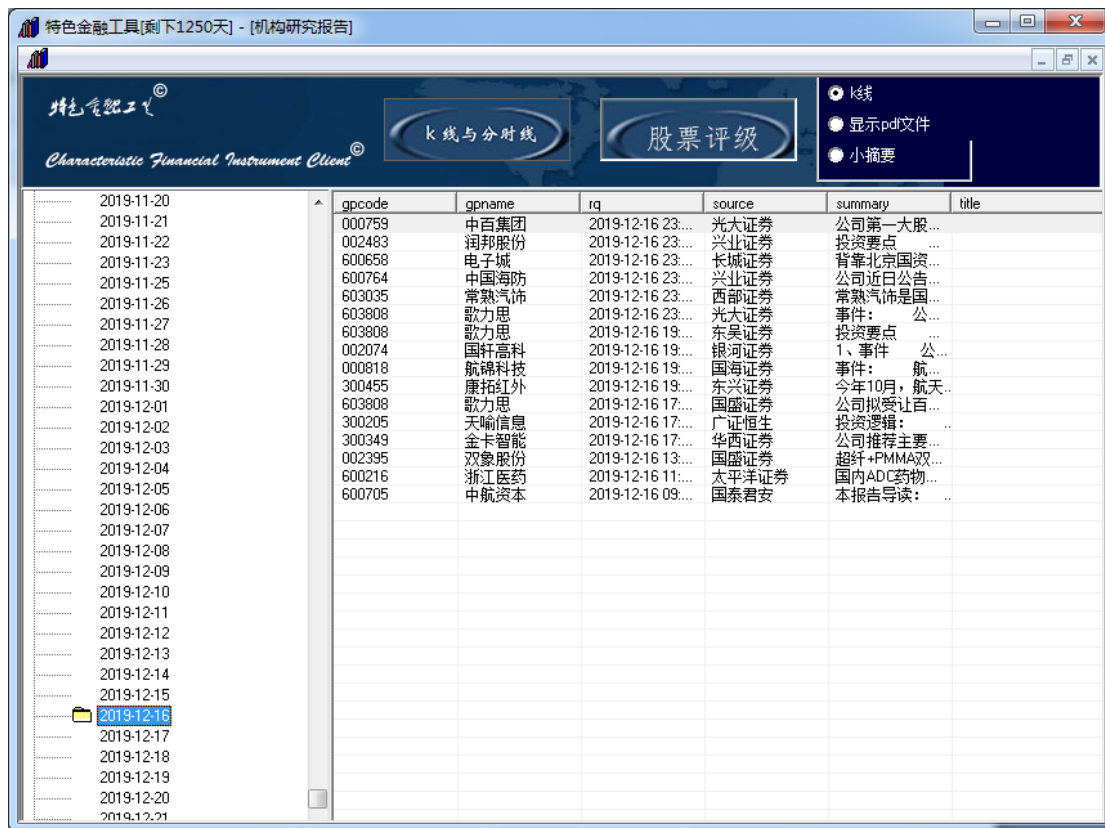 特色金融工具[剩下1250天] - [机构研究报告]
特色金融工具©
Characteristic Financial Instrument Client©
k 线与分时线
股票评级
k线
显示pdf文件
小摘要
2019-11-20
2019-11-21
2019-11-22
2019-11-23
2019-11-25
2019-11-26
2019-11-27
2019-11-28
2019-11-29
2019-11-30
2019-12-01
2019-12-02
2019-12-03
2019-12-04
2019-12-05
2019-12-06
2019-12-07
2019-12-08
2019-12-09
2019-12-10
2019-12-11
2019-12-12
2019-12-13
2019-12-14
2019-12-15
2019-12-16
2019-12-17
2019-12-18
2019-12-19
2019-12-20
2019-12-21
gpcode gpname rq source summary title
000759 中百集团 2019-12-16 23:... 光大证券 公司第一大股...
002483 润邦股份 2019-12-16 23:... 兴业证券 投资要点 ...
600658 电子城 2019-12-16 23:... 长城证券 背靠北京国资...
600764 中国海防 2019-12-16 23:... 兴业证券 公司近日公告...
603035 常熟汽饰 2019-12-16 23:... 西部证券 常熟汽饰是国...
603808 歌力思 2019-12-16 23:... 光大证券 事件: 公...
603808 歌力思 2019-12-16 19:... 东吴证券 投资要点 ...
002074 国轩高科 2019-12-16 19:... 银河证券 1、事件 公...
000818 航锦科技 2019-12-16 19:... 国海证券 事件: 航...
300455 康拓红外 2019-12-16 19:... 东兴证券 今年10月，航天...
603808 歌力思 2019-12-16 17:... 国盛证券 公司拟受让百...
300205 天喻信息 2019-12-16 17:... 广证恒生 投资逻辑: ..
300349 金卡智能 2019-12-16 17:... 华西证券 公司推荐主要...
002395 双象股份 2019-12-16 13:... 国盛证券 超纤+PMMA双...
600216 浙江医药 2019-12-16 11:... 太平洋证券 国内ADC药物...
600705 中航资本 2019-12-16 09:... 国泰君安 本报告导读: ..